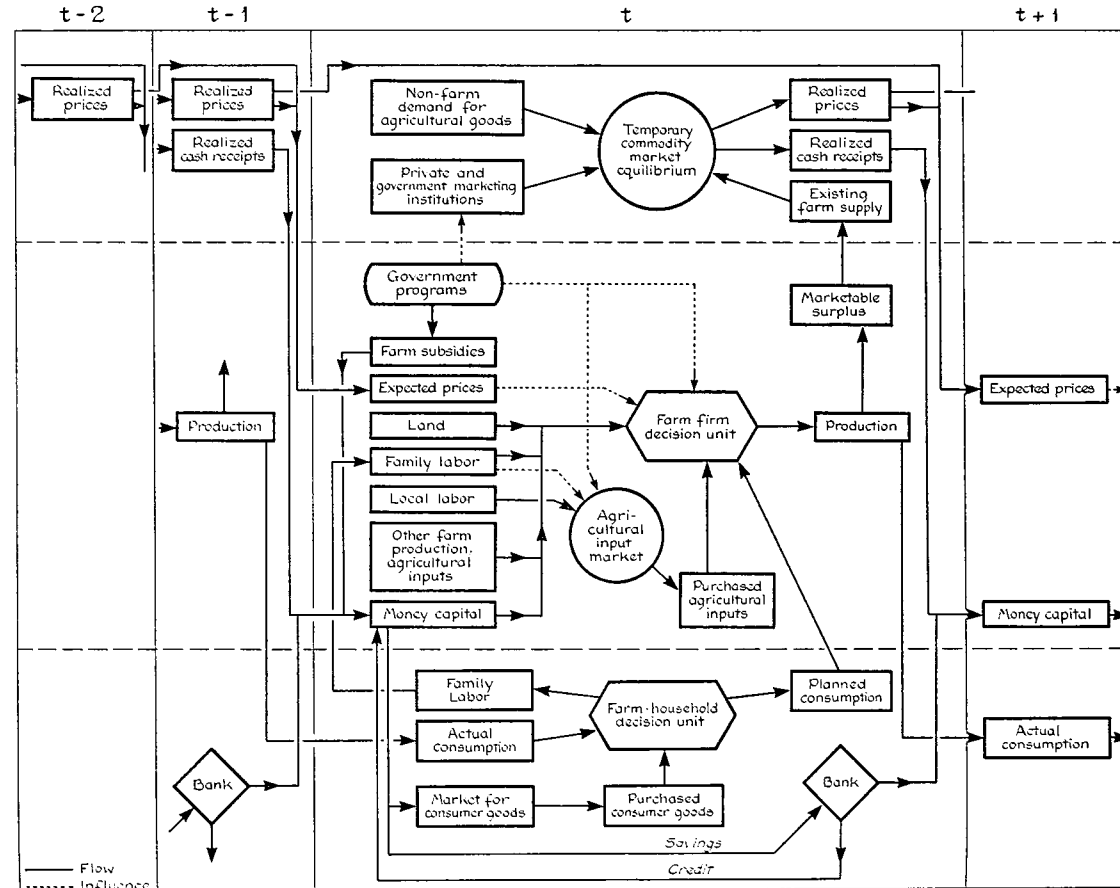 t-2
t-1
t
t+1
Realized
prices
Realized
prices
Realized
cash receipts
Non-farm
demand for
agricultural goods
Private and
government marketing
institutions
Temporary
commodity
market
equilibrium
Realized
prices
Realized
cash receipts
Existing
farm supply
Government
programs
Marketable
surplus
Farm subsidies
Expected prices
Land
Family labor
Local labor
Other farm
production,
agricultural
inputs
Money capital
Farm firm
decision unit
Agri-
cultural
input
market
Purchased
agricultural
inputs
Production
Production
Expected prices
Money capital
Family
Labor
Actual
consumption
Market for
consumer goods
Farm-household
decision unit
Purchased
consumer goods
Planned
consumption
Actual
consumption
Bank
Bank
Savings
Credit
Flow
Influence